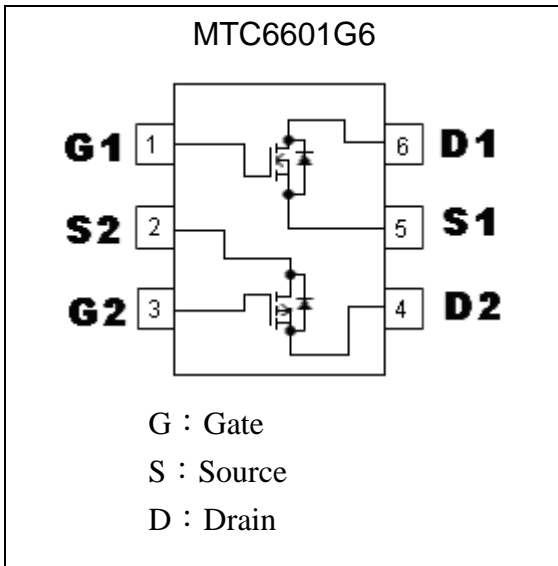 MTC6601G6
G1 1 6 D1
S2 2 5 S1
G2 3 4 D2
G：Gate
S：Source
D：Drain